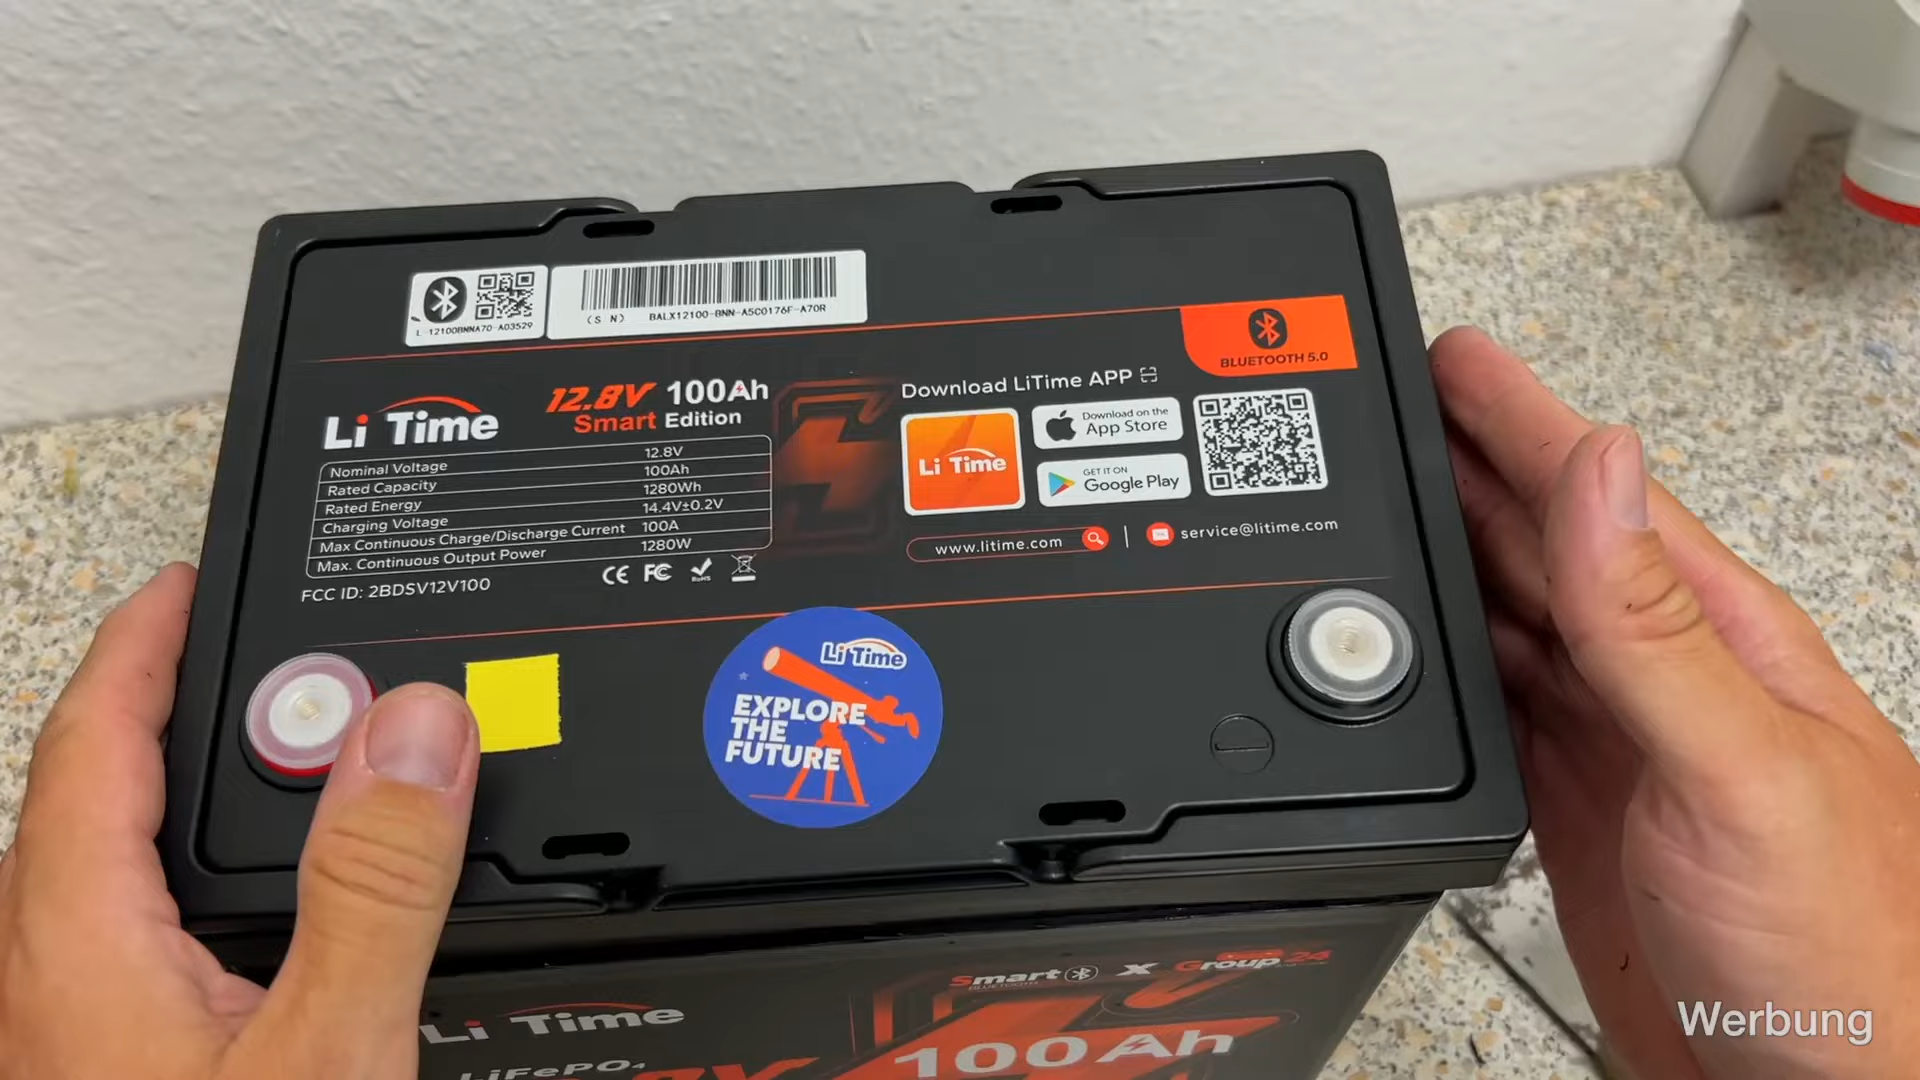 L-12100BNNA70-A03529
(SN) BALX12100-BNN-A5C0176F-A70R
BLUETOOTH 5.0
Li Time
12.8V 100Ah
Smart Edition
Nominal Voltage 12.8V
Rated Capacity 100Ah
Rated Energy 1280Wh
Charging Voltage 14.4V±0.2V
Max Continuous Charge/Discharge Current 100A
Max. Continuous Output Power 1280W
FCC ID: 2BDSV12V100
CE FC RoHS
Download LiTime APP
Li Time
Download on the
App Store
GET IT ON
Google Play
www.litime.com | service@litime.com
Li Time
EXPLORE
THE
FUTURE
Smart X Group 24
Li Time
LiFePO4
100Ah
Werbung